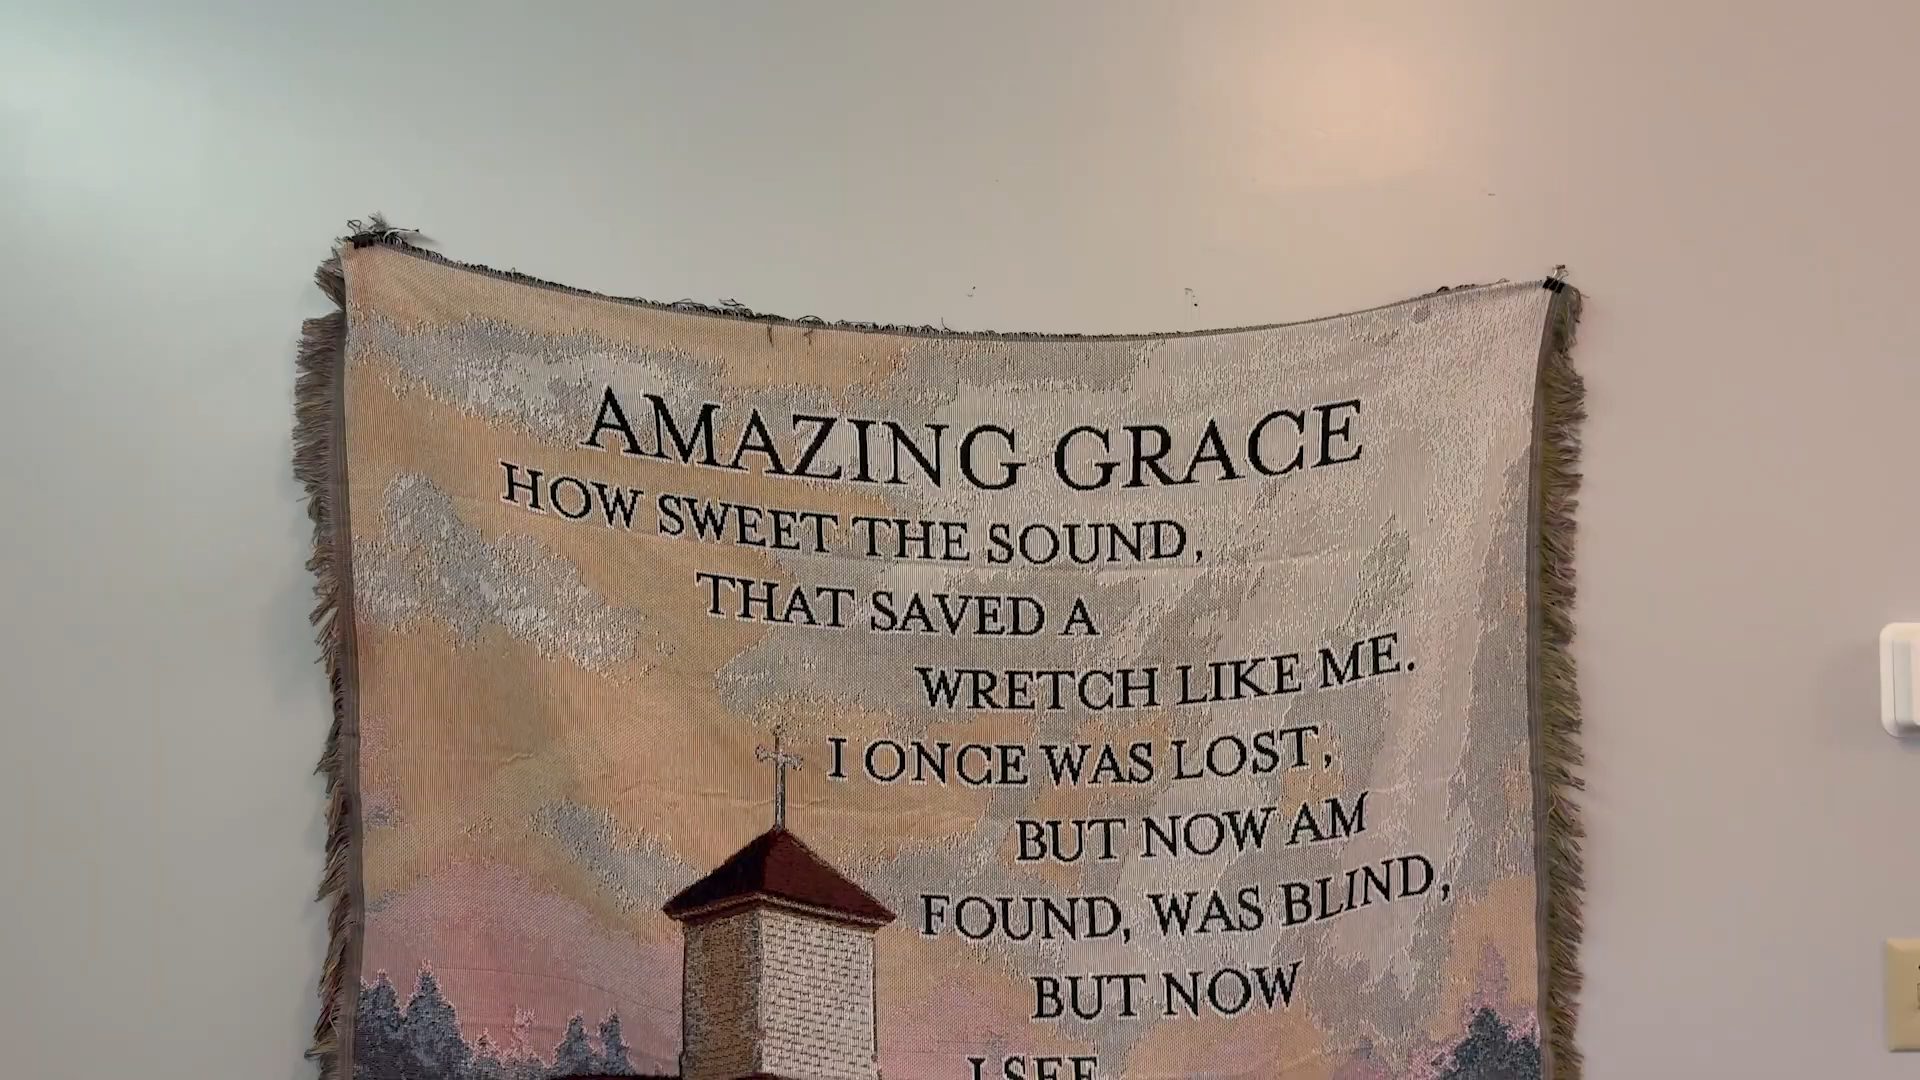 AMAZING GRACE
HOW SWEET THE SOUND,
THAT SAVED A
WRETCH LIKE ME.
I ONCE WAS LOST,
BUT NOW AM
FOUND, WAS BLIND,
BUT NOW
I SEE